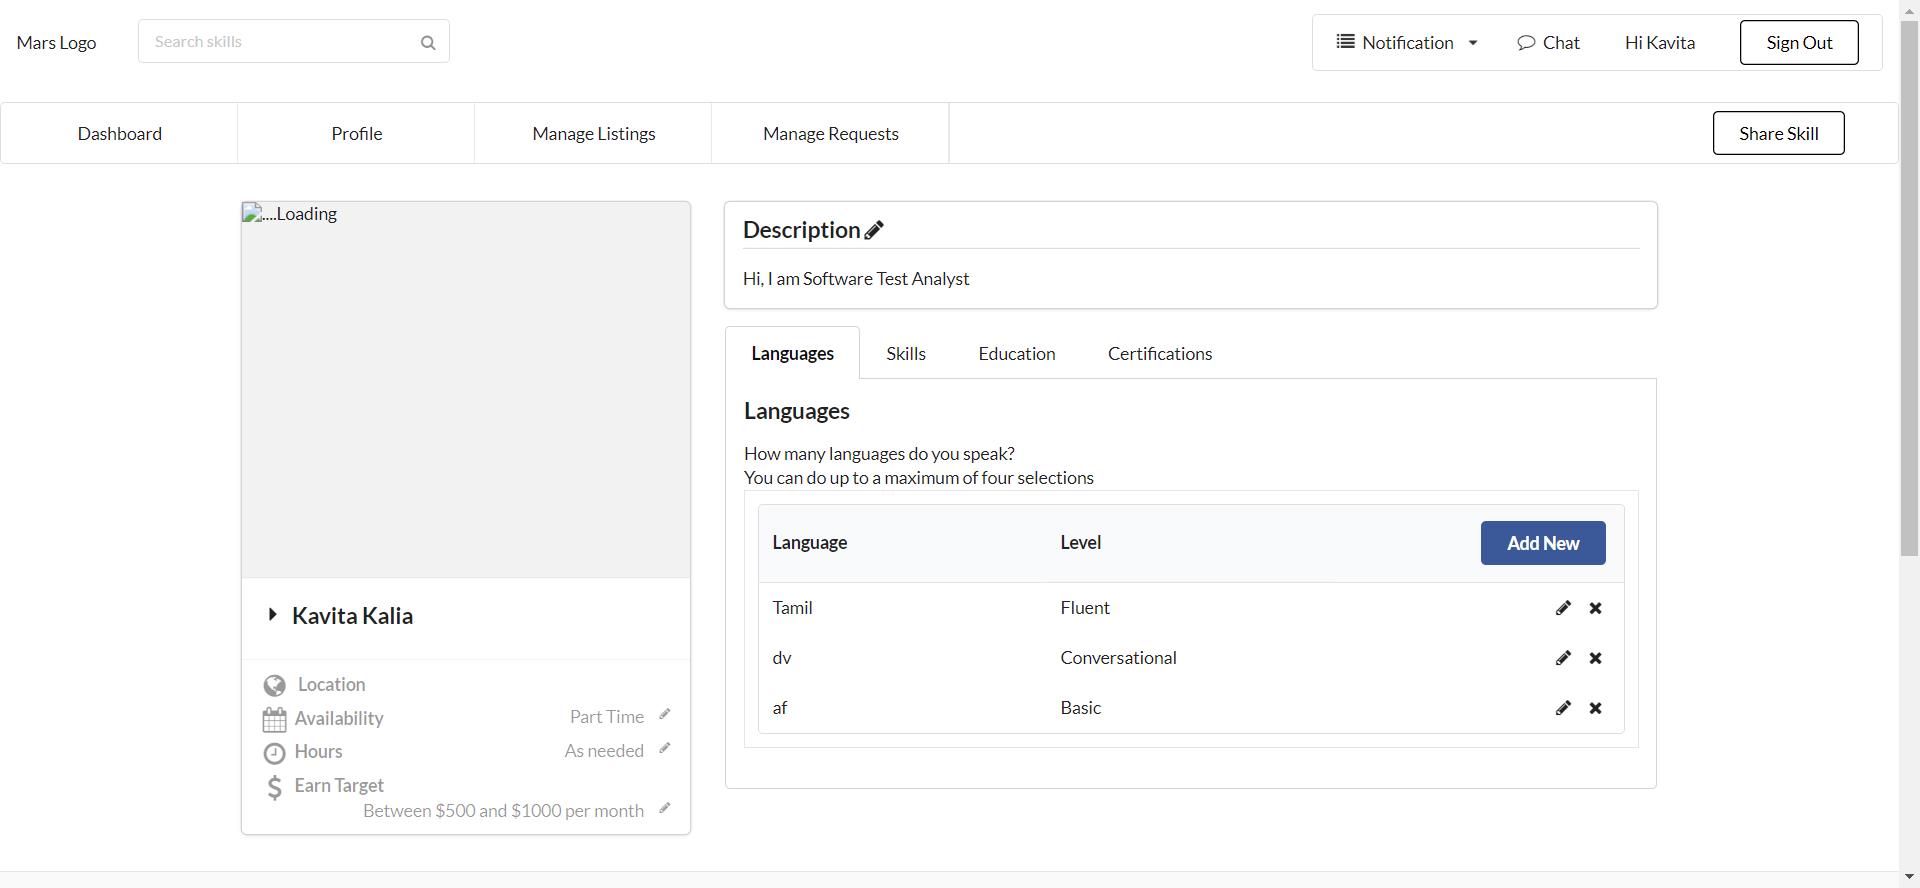 Mars Logo
Search skills
Notification
Chat
Hi Kavita
Sign Out
Dashboard
Profile
Manage Listings
Manage Requests
Share Skill
....Loading
Kavita Kalia
Location
Availability
Part Time
Hours
As needed
Earn Target
Between $500 and $1000 per month
Description
Hi, I am Software Test Analyst
Languages
Skills
Education
Certifications
Languages
How many languages do you speak?
You can do up to a maximum of four selections
Language
Level
Add New
Tamil
Fluent
dv
Conversational
af
Basic